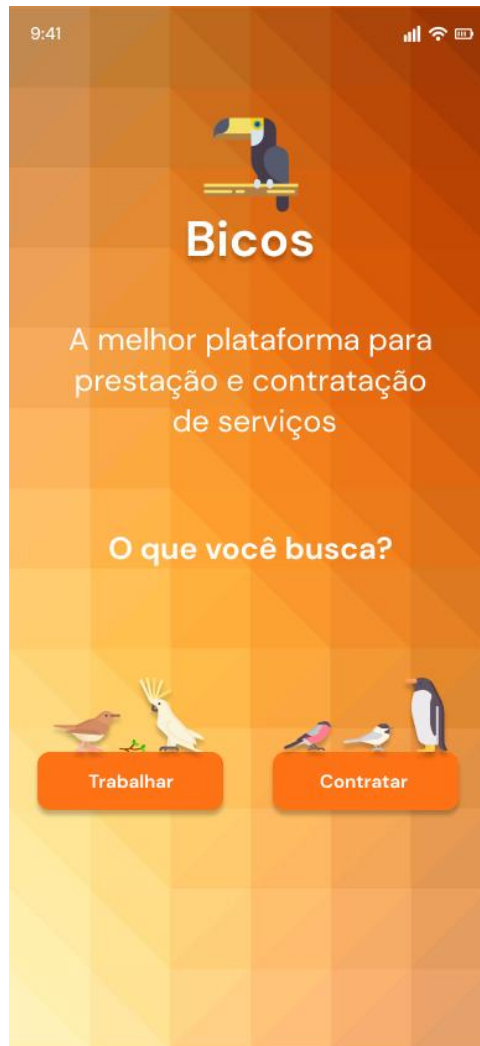 9:41
Bicos
A melhor plataforma para
prestação e contratação
de serviços
O que você busca?
Trabalhar
Contratar